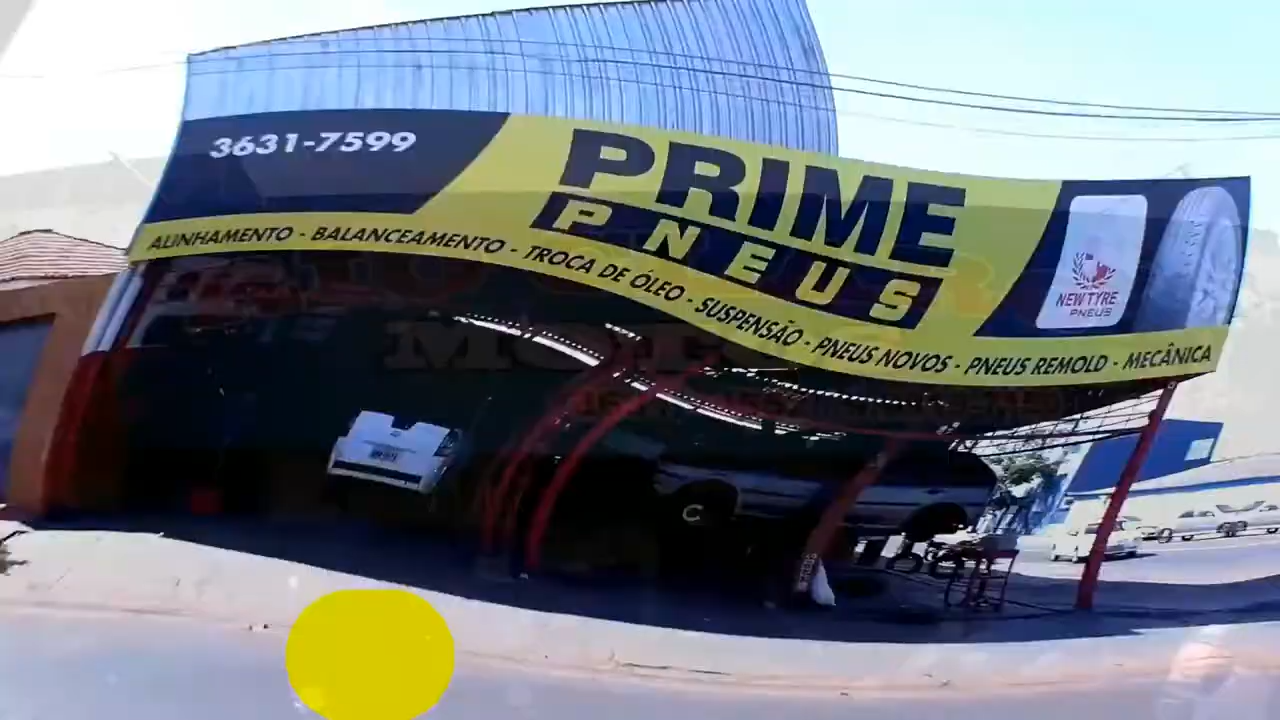 3631-7599
PRIME
PNEUS
ALINHAMENTO - BALANCEAMENTO - TROCA DE ÓLEO - SUSPENSÃO - PNEUS NOVOS - PNEUS REMOLD - MECÂNICA
NEW TYRE
PNEUS